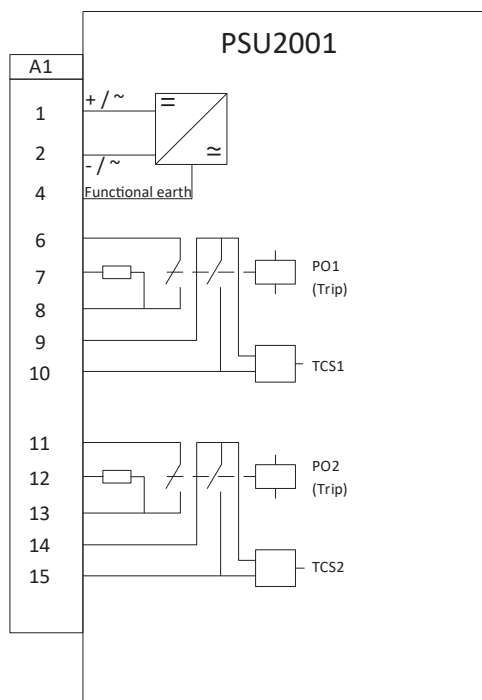 PSU2001
A1
1
+ / ~
=
2
- / ~
≃
4
Functional earth
6
7
PO1
(Trip)
8
9
10
TCS1
11
12
PO2
(Trip)
13
14
15
TCS2